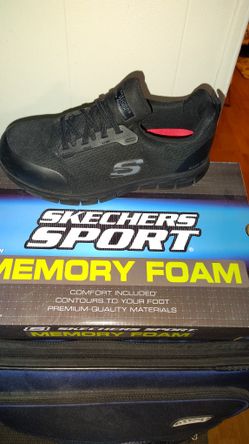 S
SKECHERS
SPORT
MEMORY FOAM
COMFORT INCLUDED
CONTOURS TO YOUR FOOT
PREMIUM QUALITY MATERIALS
S SKECHERS SPORT
MEMORY FOAM